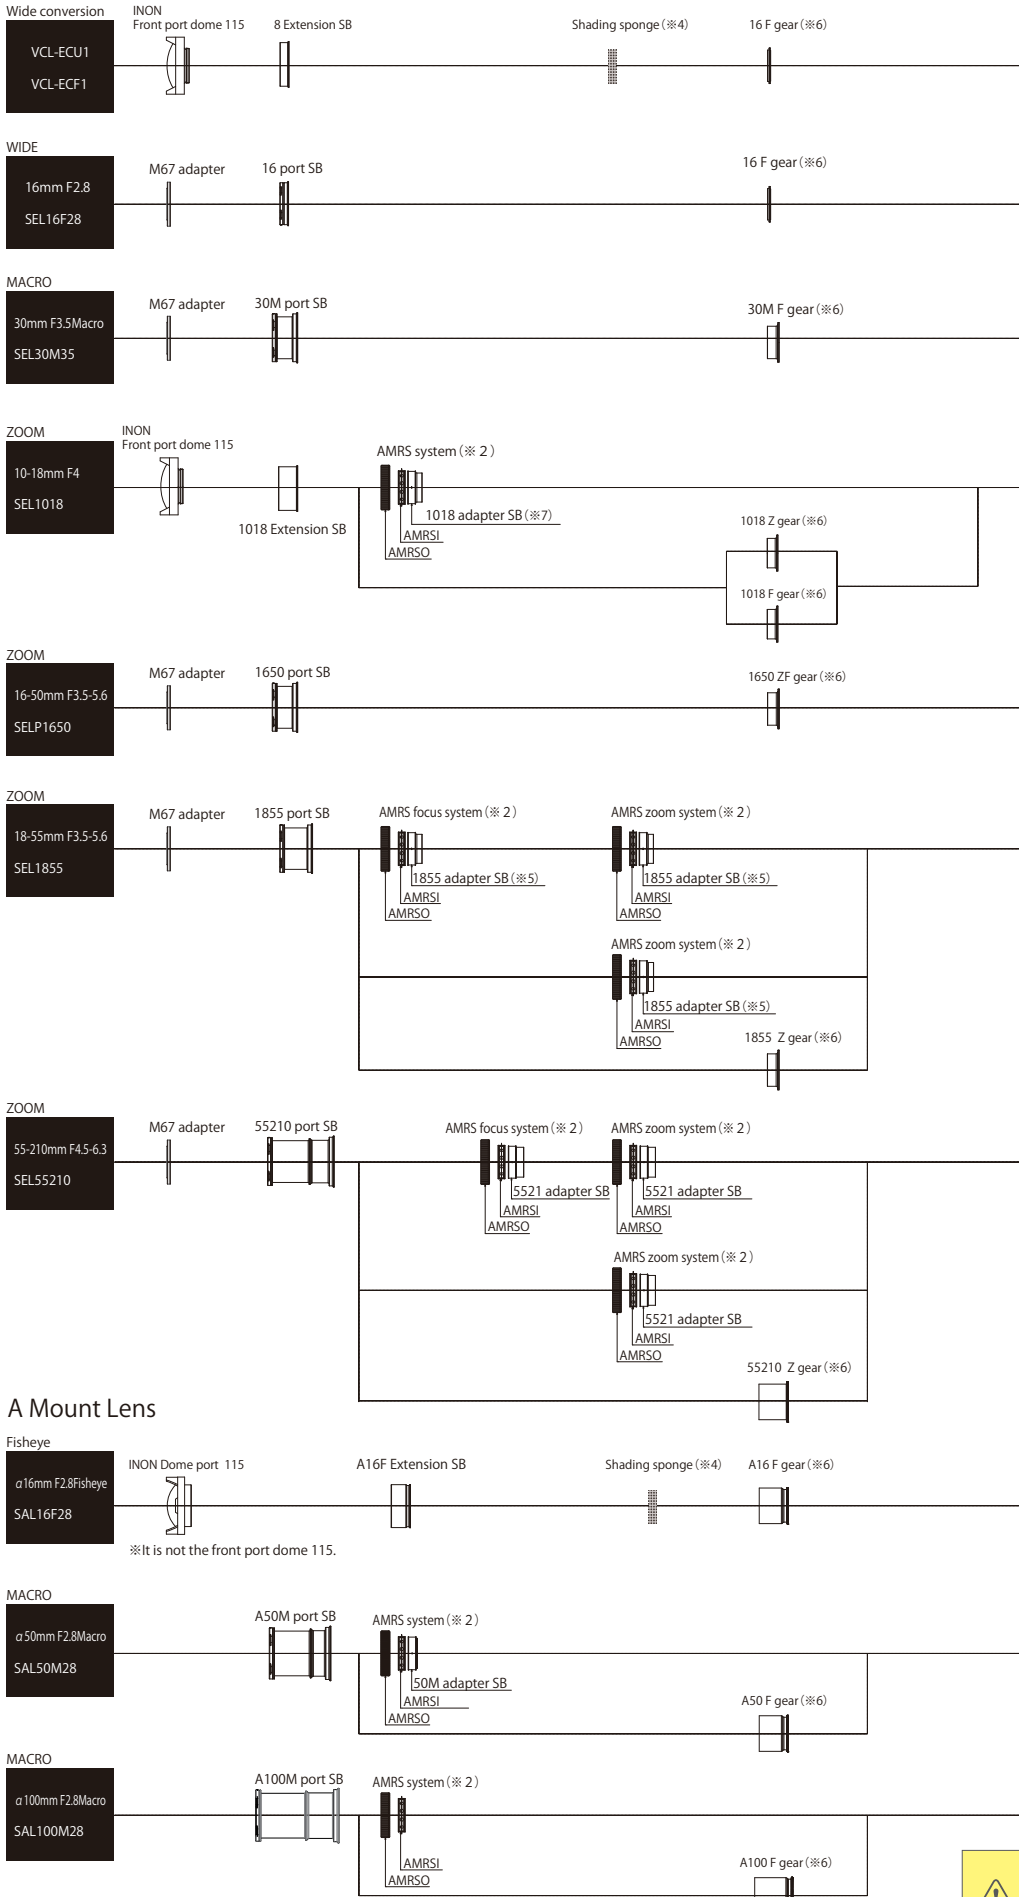 Wide conversion
VCL-ECU1
VCL-ECF1
INON
Front port dome 115
8 Extension SB
Shading sponge(※4)
16 F gear(※6)
WIDE
16mm F2.8
SEL16F28
M67 adapter
16 port SB
16 F gear(※6)
MACRO
30mm F3.5Macro
SEL30M35
M67 adapter
30M port SB
30M F gear(※6)
ZOOM
10-18mm F4
SEL1018
INON
Front port dome 115
1018 Extension SB
AMRS system(※ 2)
1018 adapter SB(※7)
AMRSI
AMRSO
1018 Z gear(※6)
1018 F gear(※6)
ZOOM
16-50mm F3.5-5.6
SELP1650
M67 adapter
1650 port SB
1650 ZF gear(※6)
ZOOM
18-55mm F3.5-5.6
SEL1855
M67 adapter
1855 port SB
AMRS focus system(※ 2)
1855 adapter SB(※5)
AMRSI
AMRSO
AMRS zoom system(※ 2)
1855 adapter SB(※5)
AMRSI
AMRSO
AMRS zoom system(※ 2)
1855 adapter SB(※5)
AMRSI
AMRSO
1855 Z gear(※6)
ZOOM
55-210mm F4.5-6.3
SEL55210
M67 adapter
55210 port SB
AMRS focus system(※ 2)
5521 adapter SB
AMRSI
AMRSO
AMRS zoom system(※ 2)
5521 adapter SB
AMRSI
AMRSO
AMRS zoom system(※ 2)
5521 adapter SB
AMRSI
AMRSO
55210 Z gear(※6)
A Mount Lens
Fisheye
α16mm F2.8Fisheye
SAL16F28
INON Dome port 115
※It is not the front port dome 115.
A16F Extension SB
Shading sponge(※4)
A16 F gear(※6)
MACRO
α50mm F2.8Macro
SAL50M28
A50M port SB
AMRS system(※ 2)
50M adapter SB
AMRSI
AMRSO
A50 F gear(※6)
MACRO
α100mm F2.8Macro
SAL100M28
A100M port SB
AMRS system(※ 2)
AMRSI
AMRSO
A100 F gear(※6)